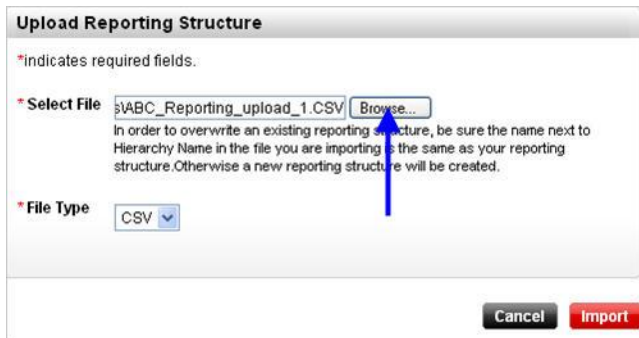 Upload Reporting Structure
*indicates required fields.
* Select File s\ABC_Reporting_upload_1.CSV Browse...
In order to overwrite an existing reporting structure, be sure the name next to
Hierarchy Name in the file you are importing is the same as your reporting
structure.Otherwise a new reporting structure will be created.
* File Type CSV
Cancel Import